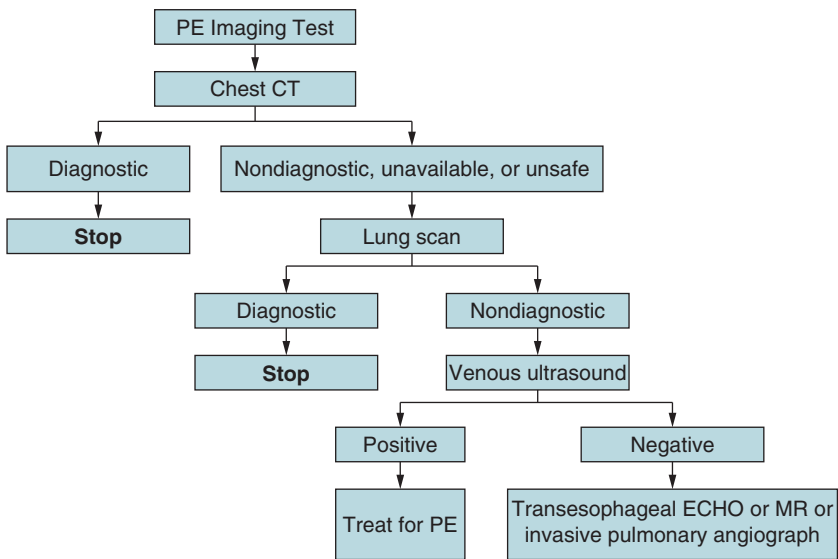 PE Imaging Test
Chest CT
Diagnostic
Nondiagnostic, unavailable, or unsafe
Stop
Lung scan
Diagnostic
Nondiagnostic
Stop
Venous ultrasound
Positive
Negative
Treat for PE
Transesophageal ECHO or MR or
invasive pulmonary angiograph